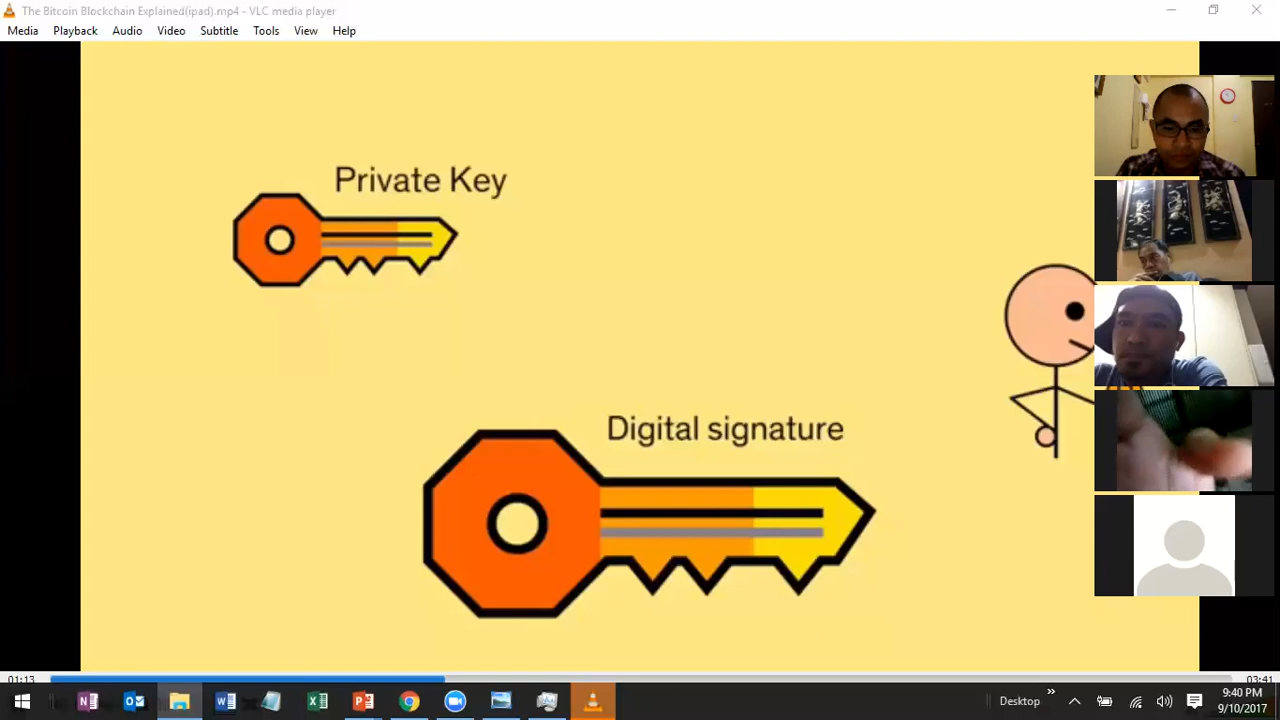 The Bitcoin Blockchain Explained(ipad).mp4 - VLC media player
Media Playback Audio Video Subtitle Tools View Help
Private Key
Digital signature
01:13
03:41
Desktop
9:40 PM
9/10/2017